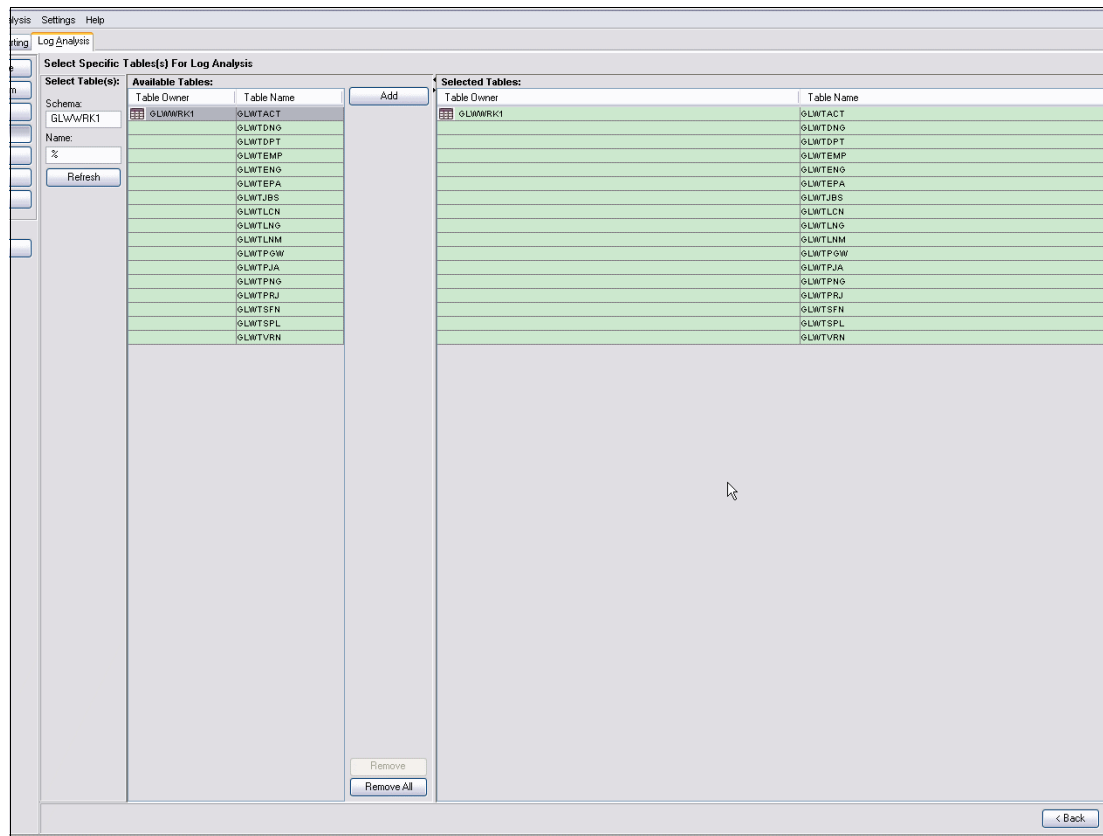 lysis Settings Help
rting Log Analysis
Select Specific Tables(s) For Log Analysis
Select Table(s): Available Tables: Selected Tables:
Table Owner Table Name Add Table Owner Table Name
Schema:
GLWWRK1
Name:
%
Refresh
GLWWRK1 GLWTACT GLWWRK1 GLWTACT
GLWTDNG GLWTDNG
GLWTDPT GLWTDPT
GLWTEMP GLWTEMP
GLWTENG GLWTENG
GLWTEPA GLWTEPA
GLWTJBS GLWTJBS
GLWTLCN GLWTLCN
GLWTLNG GLWTLNG
GLWTLNM GLWTLNM
GLWTPGW GLWTPGW
GLWTPJA GLWTPJA
GLWTPNG GLWTPNG
GLWTPRJ GLWTPRJ
GLWTSFN GLWTSFN
GLWTSPL GLWTSPL
GLWTVRN GLWTVRN
Remove
Remove All
< Back